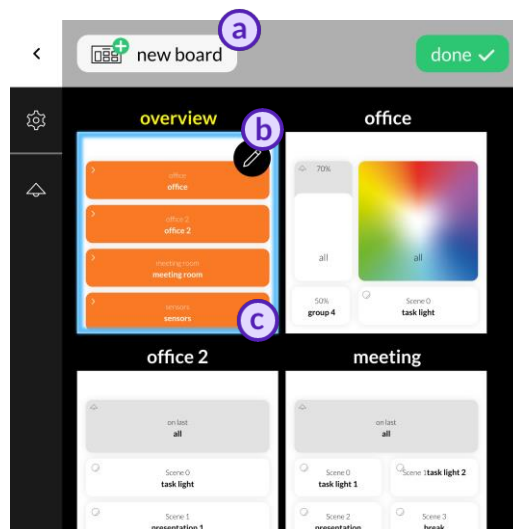 a
new board
done
overview
office
b
office
office
office 2
office 2
meeting room
meeting room
sensors
sensors
c
70%
all
all
50%
group 4
Scene 0
task light
office 2
meeting
on last
all
Scene 0
task light
Scene 1
presentation 1
on last
all
Scene 0
task light 1
Scene 1
task light 2
Scene 2
presentation
Scene 3
break